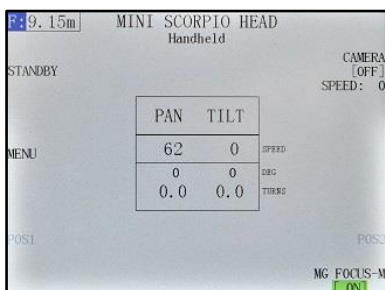 F: 9.15m MINI SCORPIO HEAD
Handheld
STANDBY
CAMERA
[OFF]
SPEED: 0
PAN TILT
MENU
62 0 SPEED
0 0 DEG
0.0 0.0 TURNS
POS1 POS2
MG FOCUS-M
[ ON]